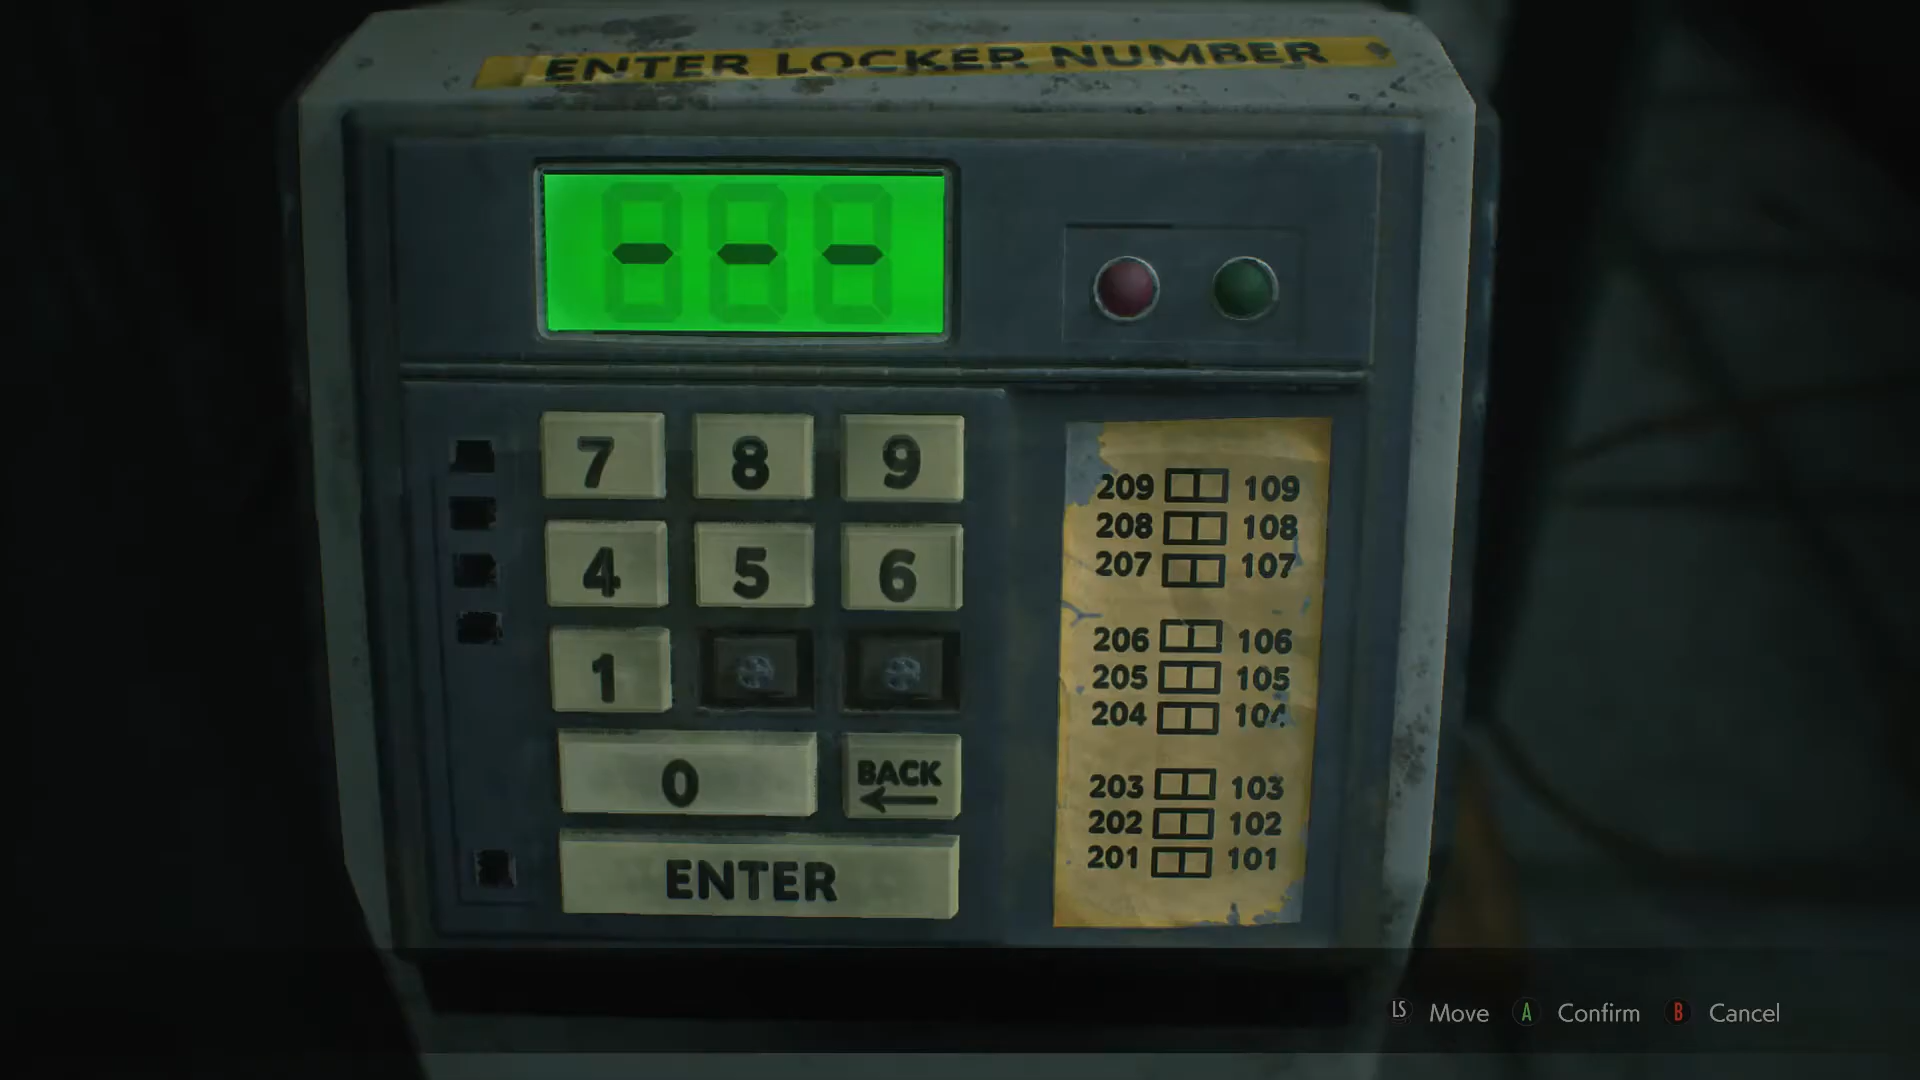 ENTER LOCKER NUMBER
7 8 9
4 5 6
1
0 BACK
ENTER
209 109
208 108
207 107
206 106
205 105
204 104
203 103
202 102
201 101
LS Move A Confirm B Cancel